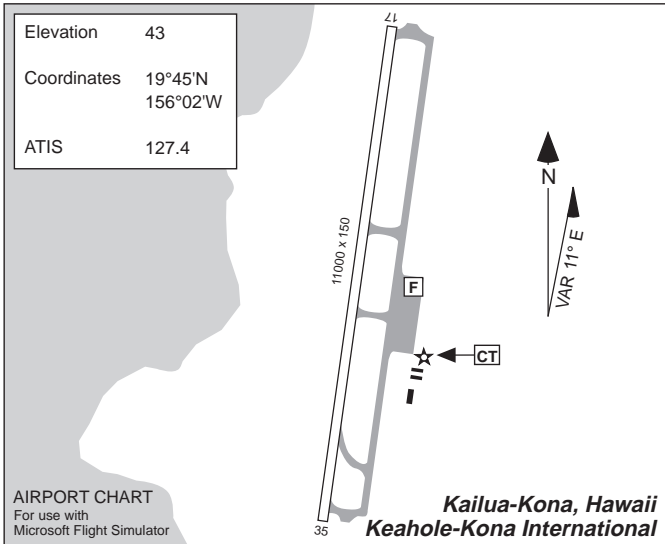 Elevation 43
Coordinates 19°45'N
156°02'W
ATIS 127.4
17
11000 x 150
F
N
VAR 11° E
CT
35
AIRPORT CHART
For use with
Microsoft Flight Simulator
Kailua-Kona, Hawaii
Keahole-Kona International